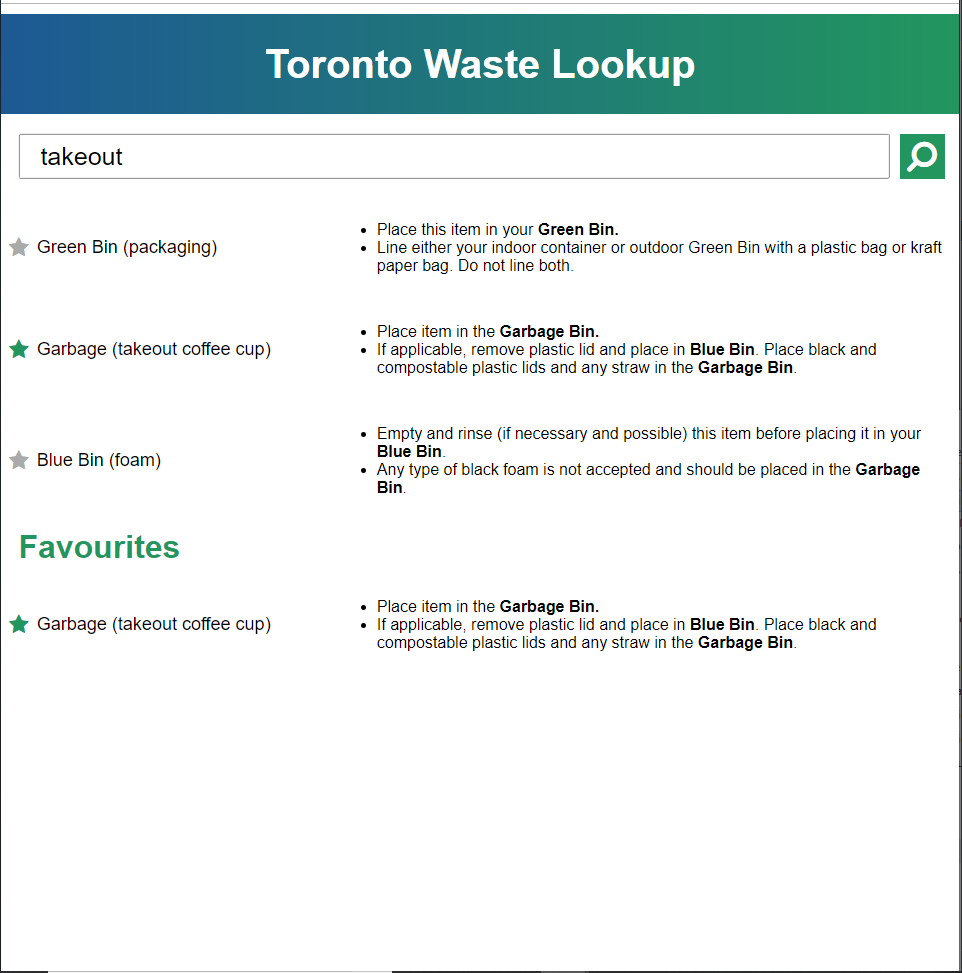 Toronto Waste Lookup
takeout
Green Bin (packaging)
Place this item in your Green Bin.
Line either your indoor container or outdoor Green Bin with a plastic bag or kraft
paper bag. Do not line both.
Garbage (takeout coffee cup)
Place item in the Garbage Bin.
If applicable, remove plastic lid and place in Blue Bin. Place black and
compostable plastic lids and any straw in the Garbage Bin.
Blue Bin (foam)
Empty and rinse (if necessary and possible) this item before placing it in your
Blue Bin.
Any type of black foam is not accepted and should be placed in the Garbage
Bin.
Favourites
Garbage (takeout coffee cup)
Place item in the Garbage Bin.
If applicable, remove plastic lid and place in Blue Bin. Place black and
compostable plastic lids and any straw in the Garbage Bin.